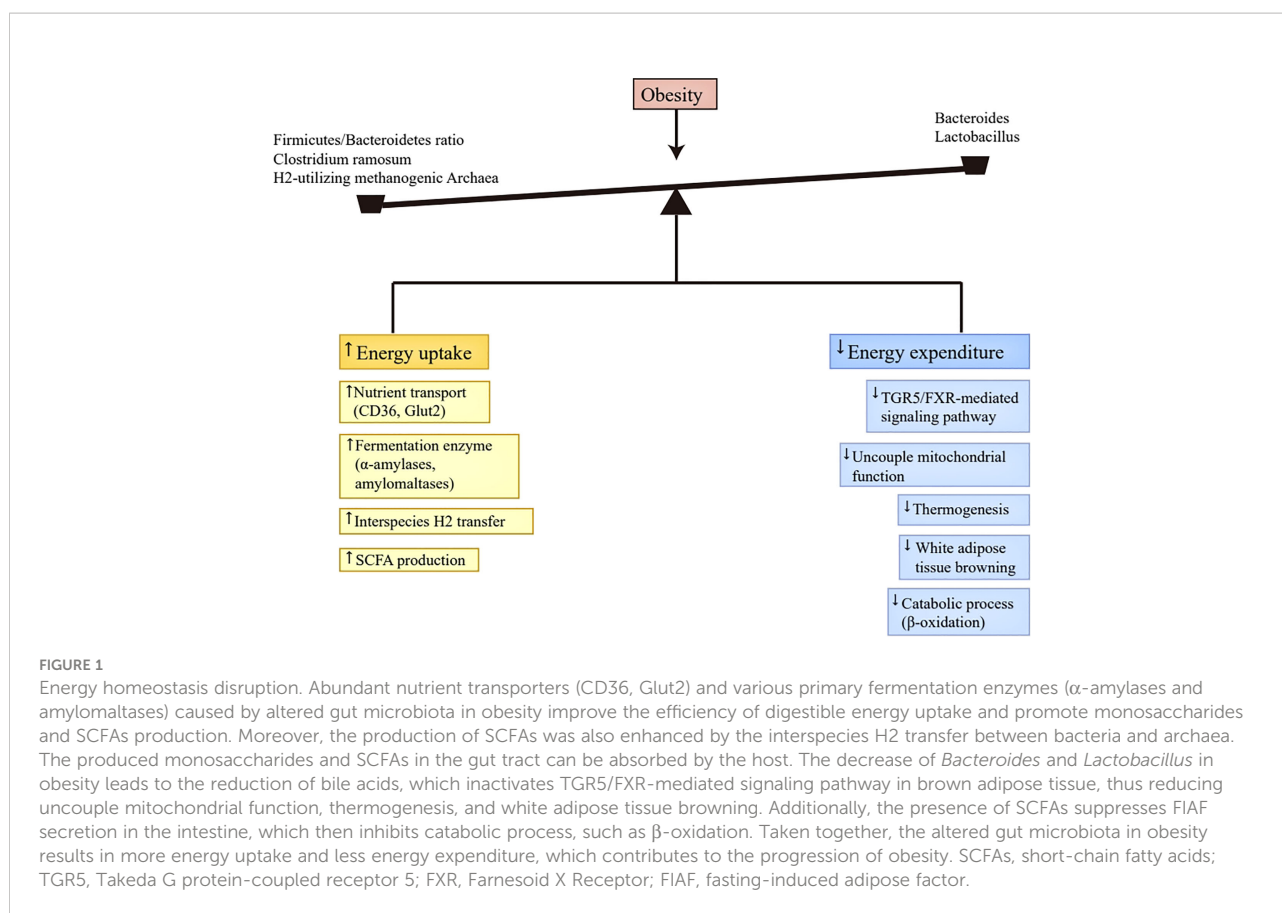 Obesity
Firmicutes/Bacteroidetes ratio
Clostridium ramosum
H2-utilizing methanogenic Archaea
Bacteroides
Lactobacillus
↑ Energy uptake
↑Nutrient transport
(CD36, Glut2)
↑Fermentation enzyme
(α-amylases,
amylomaltases)
↑Interspecies H2 transfer
↑SCFA production
↓Energy expenditure
↓TGR5/FXR-mediated
signaling pathway
↓Uncouple mitochondrial
function
↓Thermogenesis
↓White adipose
tissue browning
↓Catabolic process
(β-oxidation)
FIGURE 1
Energy homeostasis disruption. Abundant nutrient transporters (CD36, Glut2) and various primary fermentation enzymes (α-amylases and
amylomaltases) caused by altered gut microbiota in obesity improve the efficiency of digestible energy uptake and promote monosaccharides
and SCFAs production. Moreover, the production of SCFAs was also enhanced by the interspecies H2 transfer between bacteria and archaea.
The produced monosaccharides and SCFAs in the gut tract can be absorbed by the host. The decrease of Bacteroides and Lactobacillus in
obesity leads to the reduction of bile acids, which inactivates TGR5/FXR-mediated signaling pathway in brown adipose tissue, thus reducing
uncouple mitochondrial function, thermogenesis, and white adipose tissue browning. Additionally, the presence of SCFAs suppresses FIAF
secretion in the intestine, which then inhibits catabolic process, such as β-oxidation. Taken together, the altered gut microbiota in obesity
results in more energy uptake and less energy expenditure, which contributes to the progression of obesity. SCFAs, short-chain fatty acids;
TGR5, Takeda G protein-coupled receptor 5; FXR, Farnesoid X Receptor; FIAF, fasting-induced adipose factor.